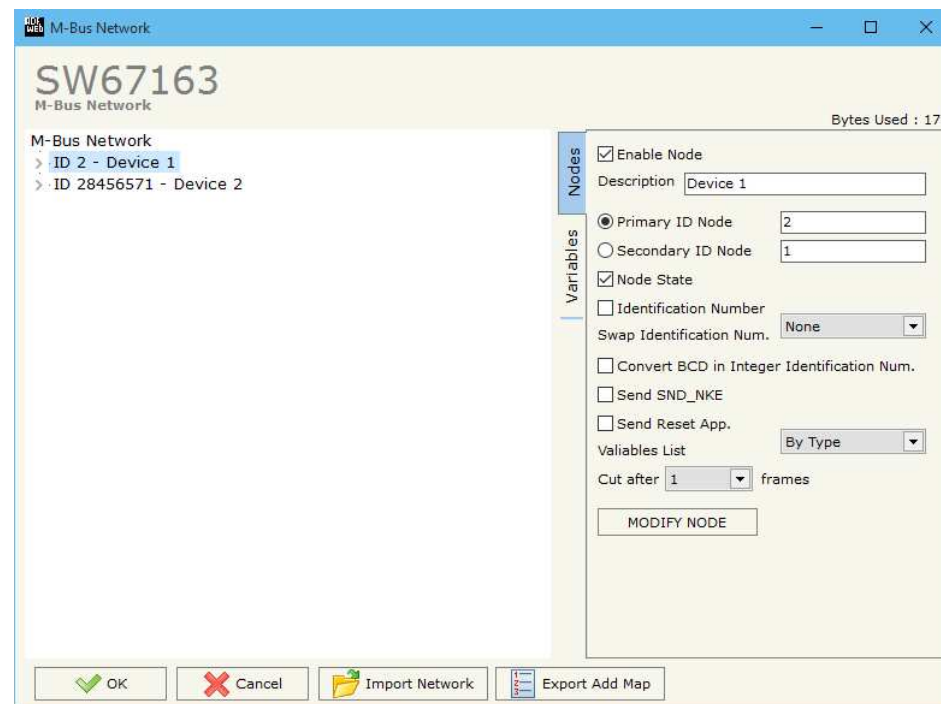 ADF WEB M-Bus Network
SW67163
M-Bus Network
Bytes Used : 17
M-Bus Network
ID 2 - Device 1
ID 28456571 - Device 2
Nodes
Variables
Enable Node
Description Device 1
Primary ID Node 2
Secondary ID Node 1
Node State
Identification Number
Swap Identification Num. None
Convert BCD in Integer Identification Num.
Send SND_NKE
Send Reset App.
Valiables List By Type
Cut after 1 frames
MODIFY NODE
OK Cancel Import Network Export Add Map